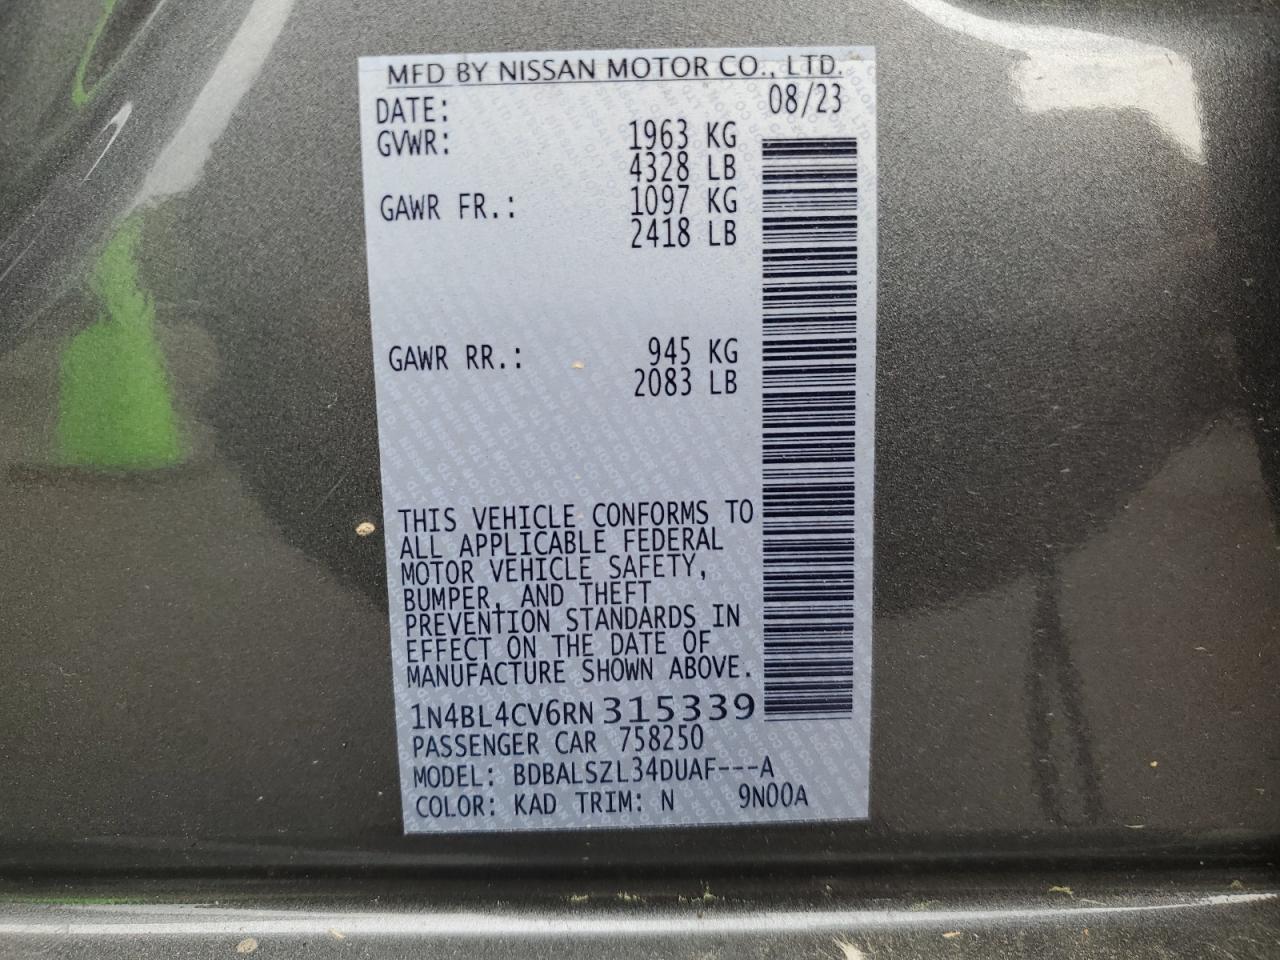 MFD BY NISSAN MOTOR CO., LTD.
DATE: 08/23
GVWR: 1963 KG
4328 LB
GAWR FR.: 1097 KG
2418 LB
GAWR RR.: 945 KG
2083 LB
THIS VEHICLE CONFORMS TO
ALL APPLICABLE FEDERAL
MOTOR VEHICLE SAFETY,
BUMPER, AND THEFT
PREVENTION STANDARDS IN
EFFECT ON THE DATE OF
MANUFACTURE SHOWN ABOVE.
1N4BL4CV6RN 315339
PASSENGER CAR 758250
MODEL: BDBALSZL34DUAF---A
COLOR: KAD TRIM: N 9N00A